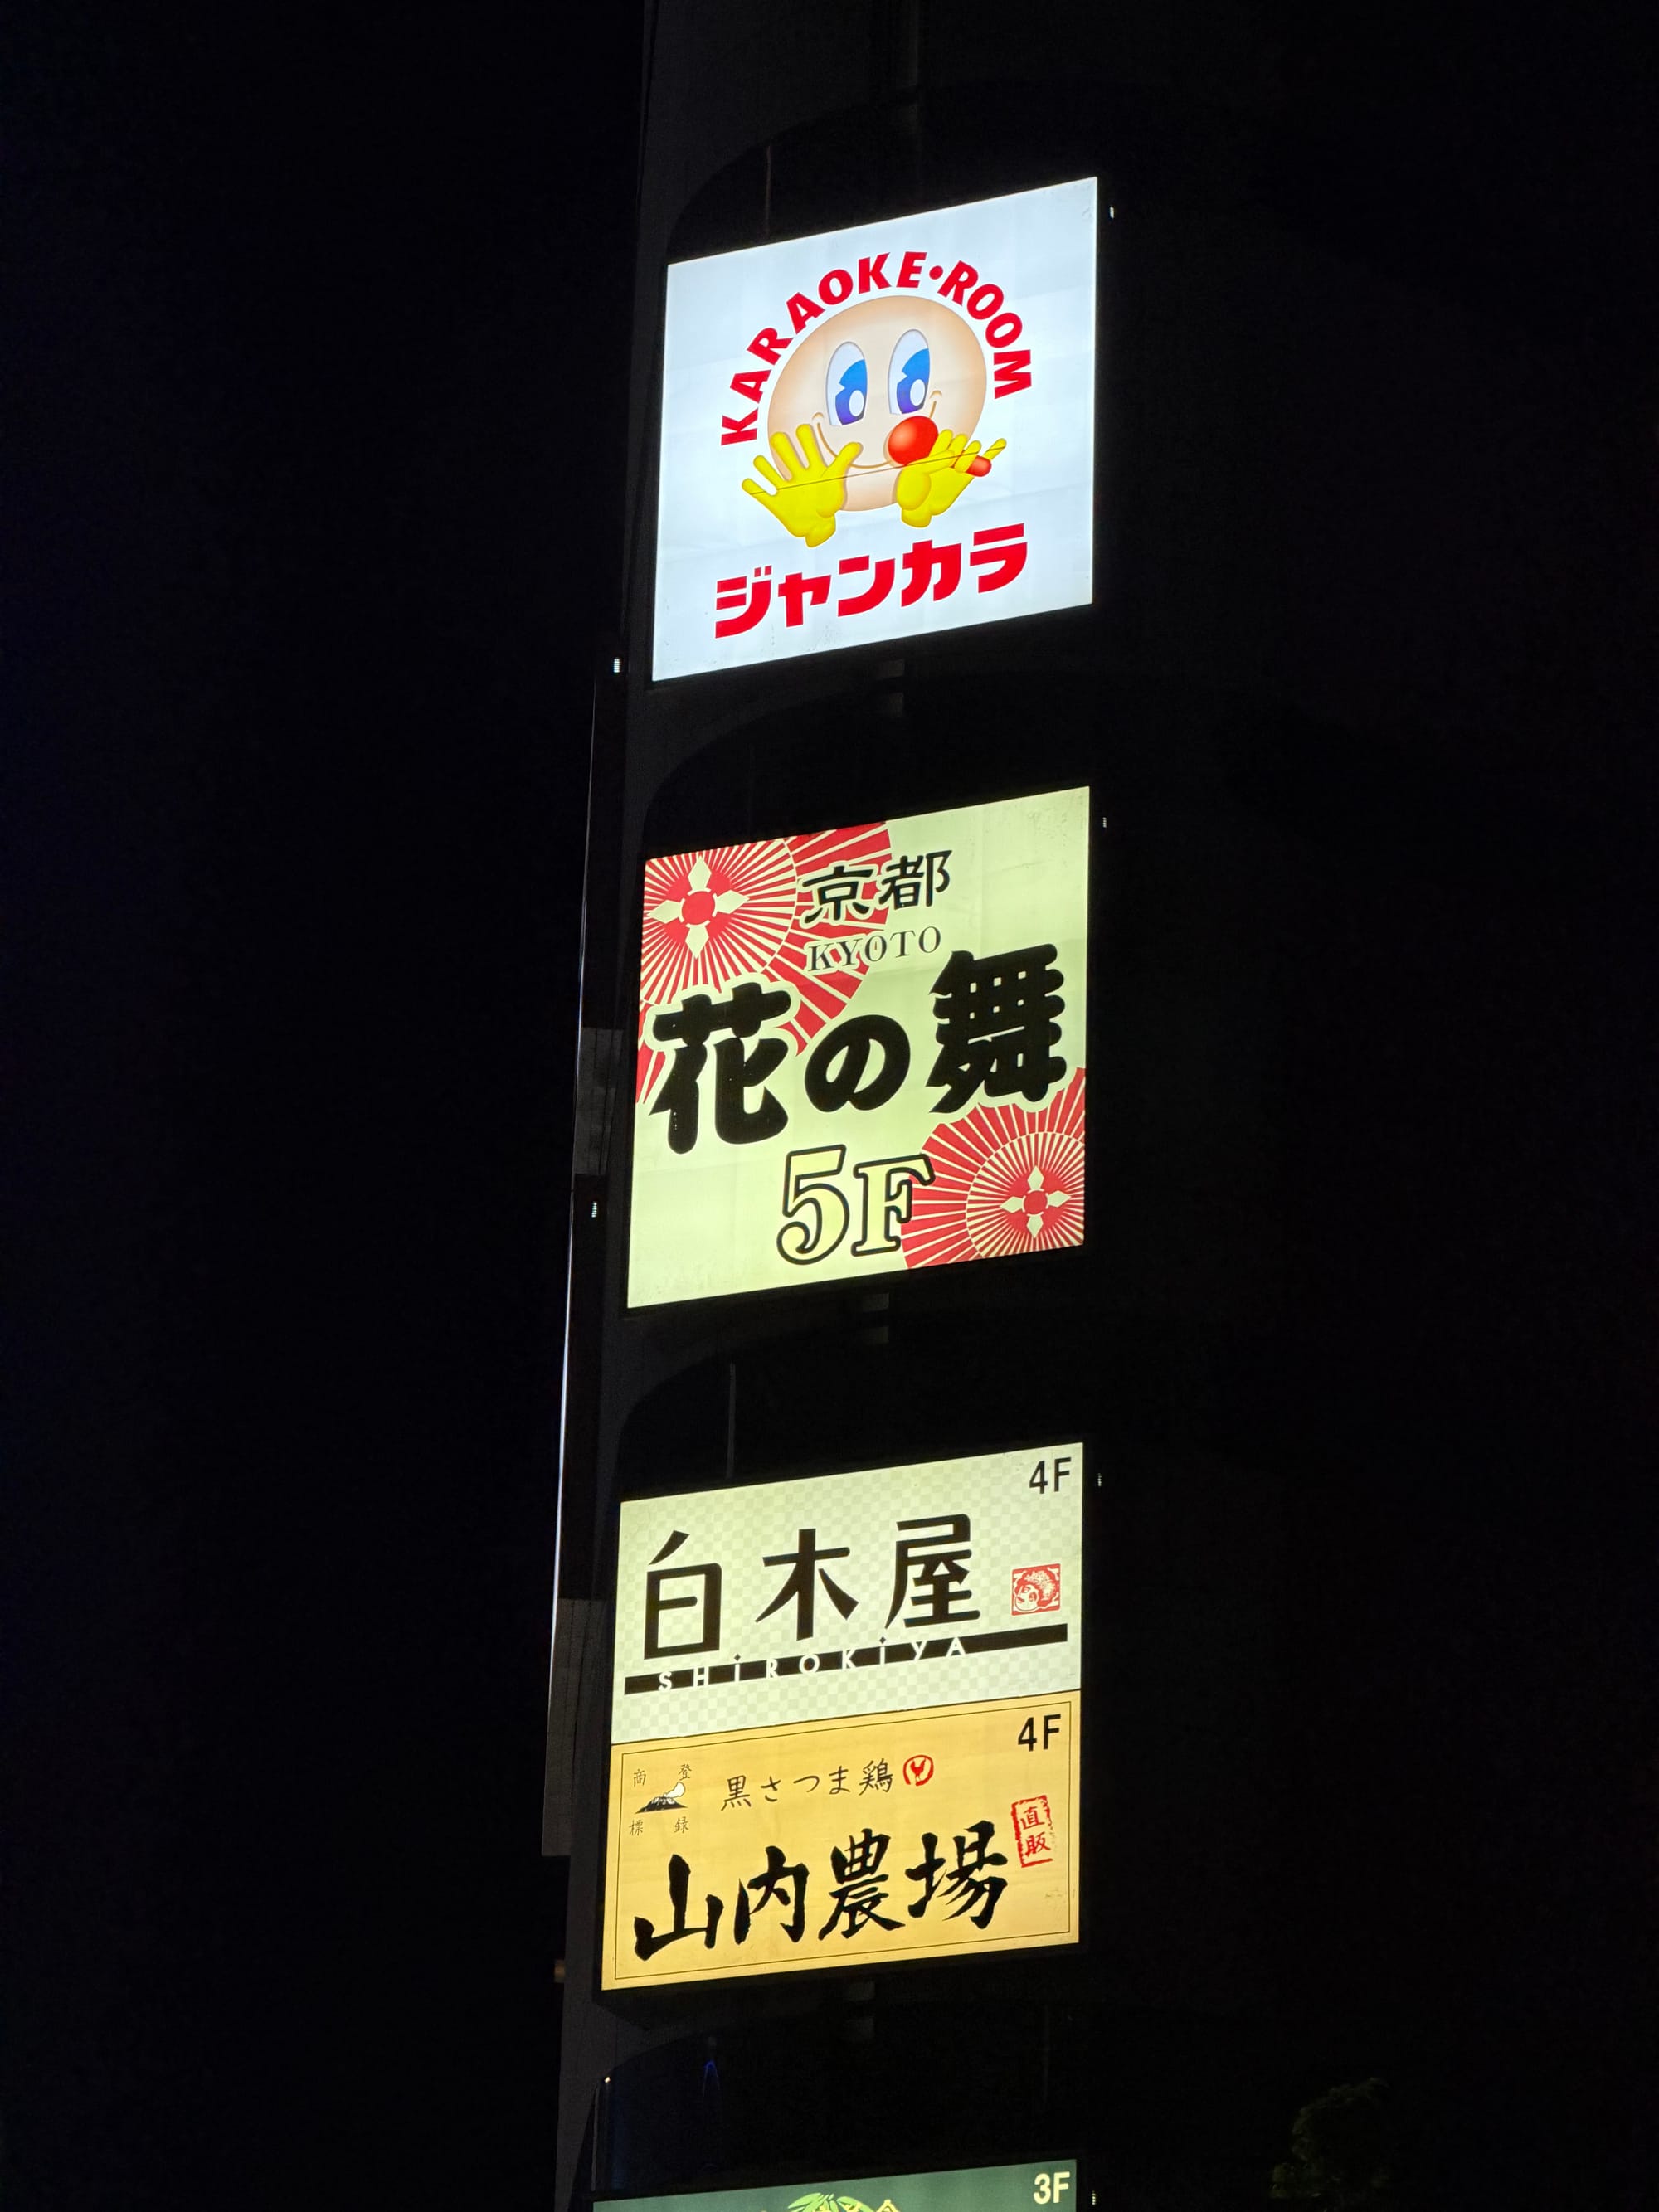 KARAOKE・ROOM
ジャンカラ
京都
KYOTO
花の舞
5F
4F
白木屋
SHiROKiYA
4F
商登
標録
黒さつま鶏
直販
山内農場
3F